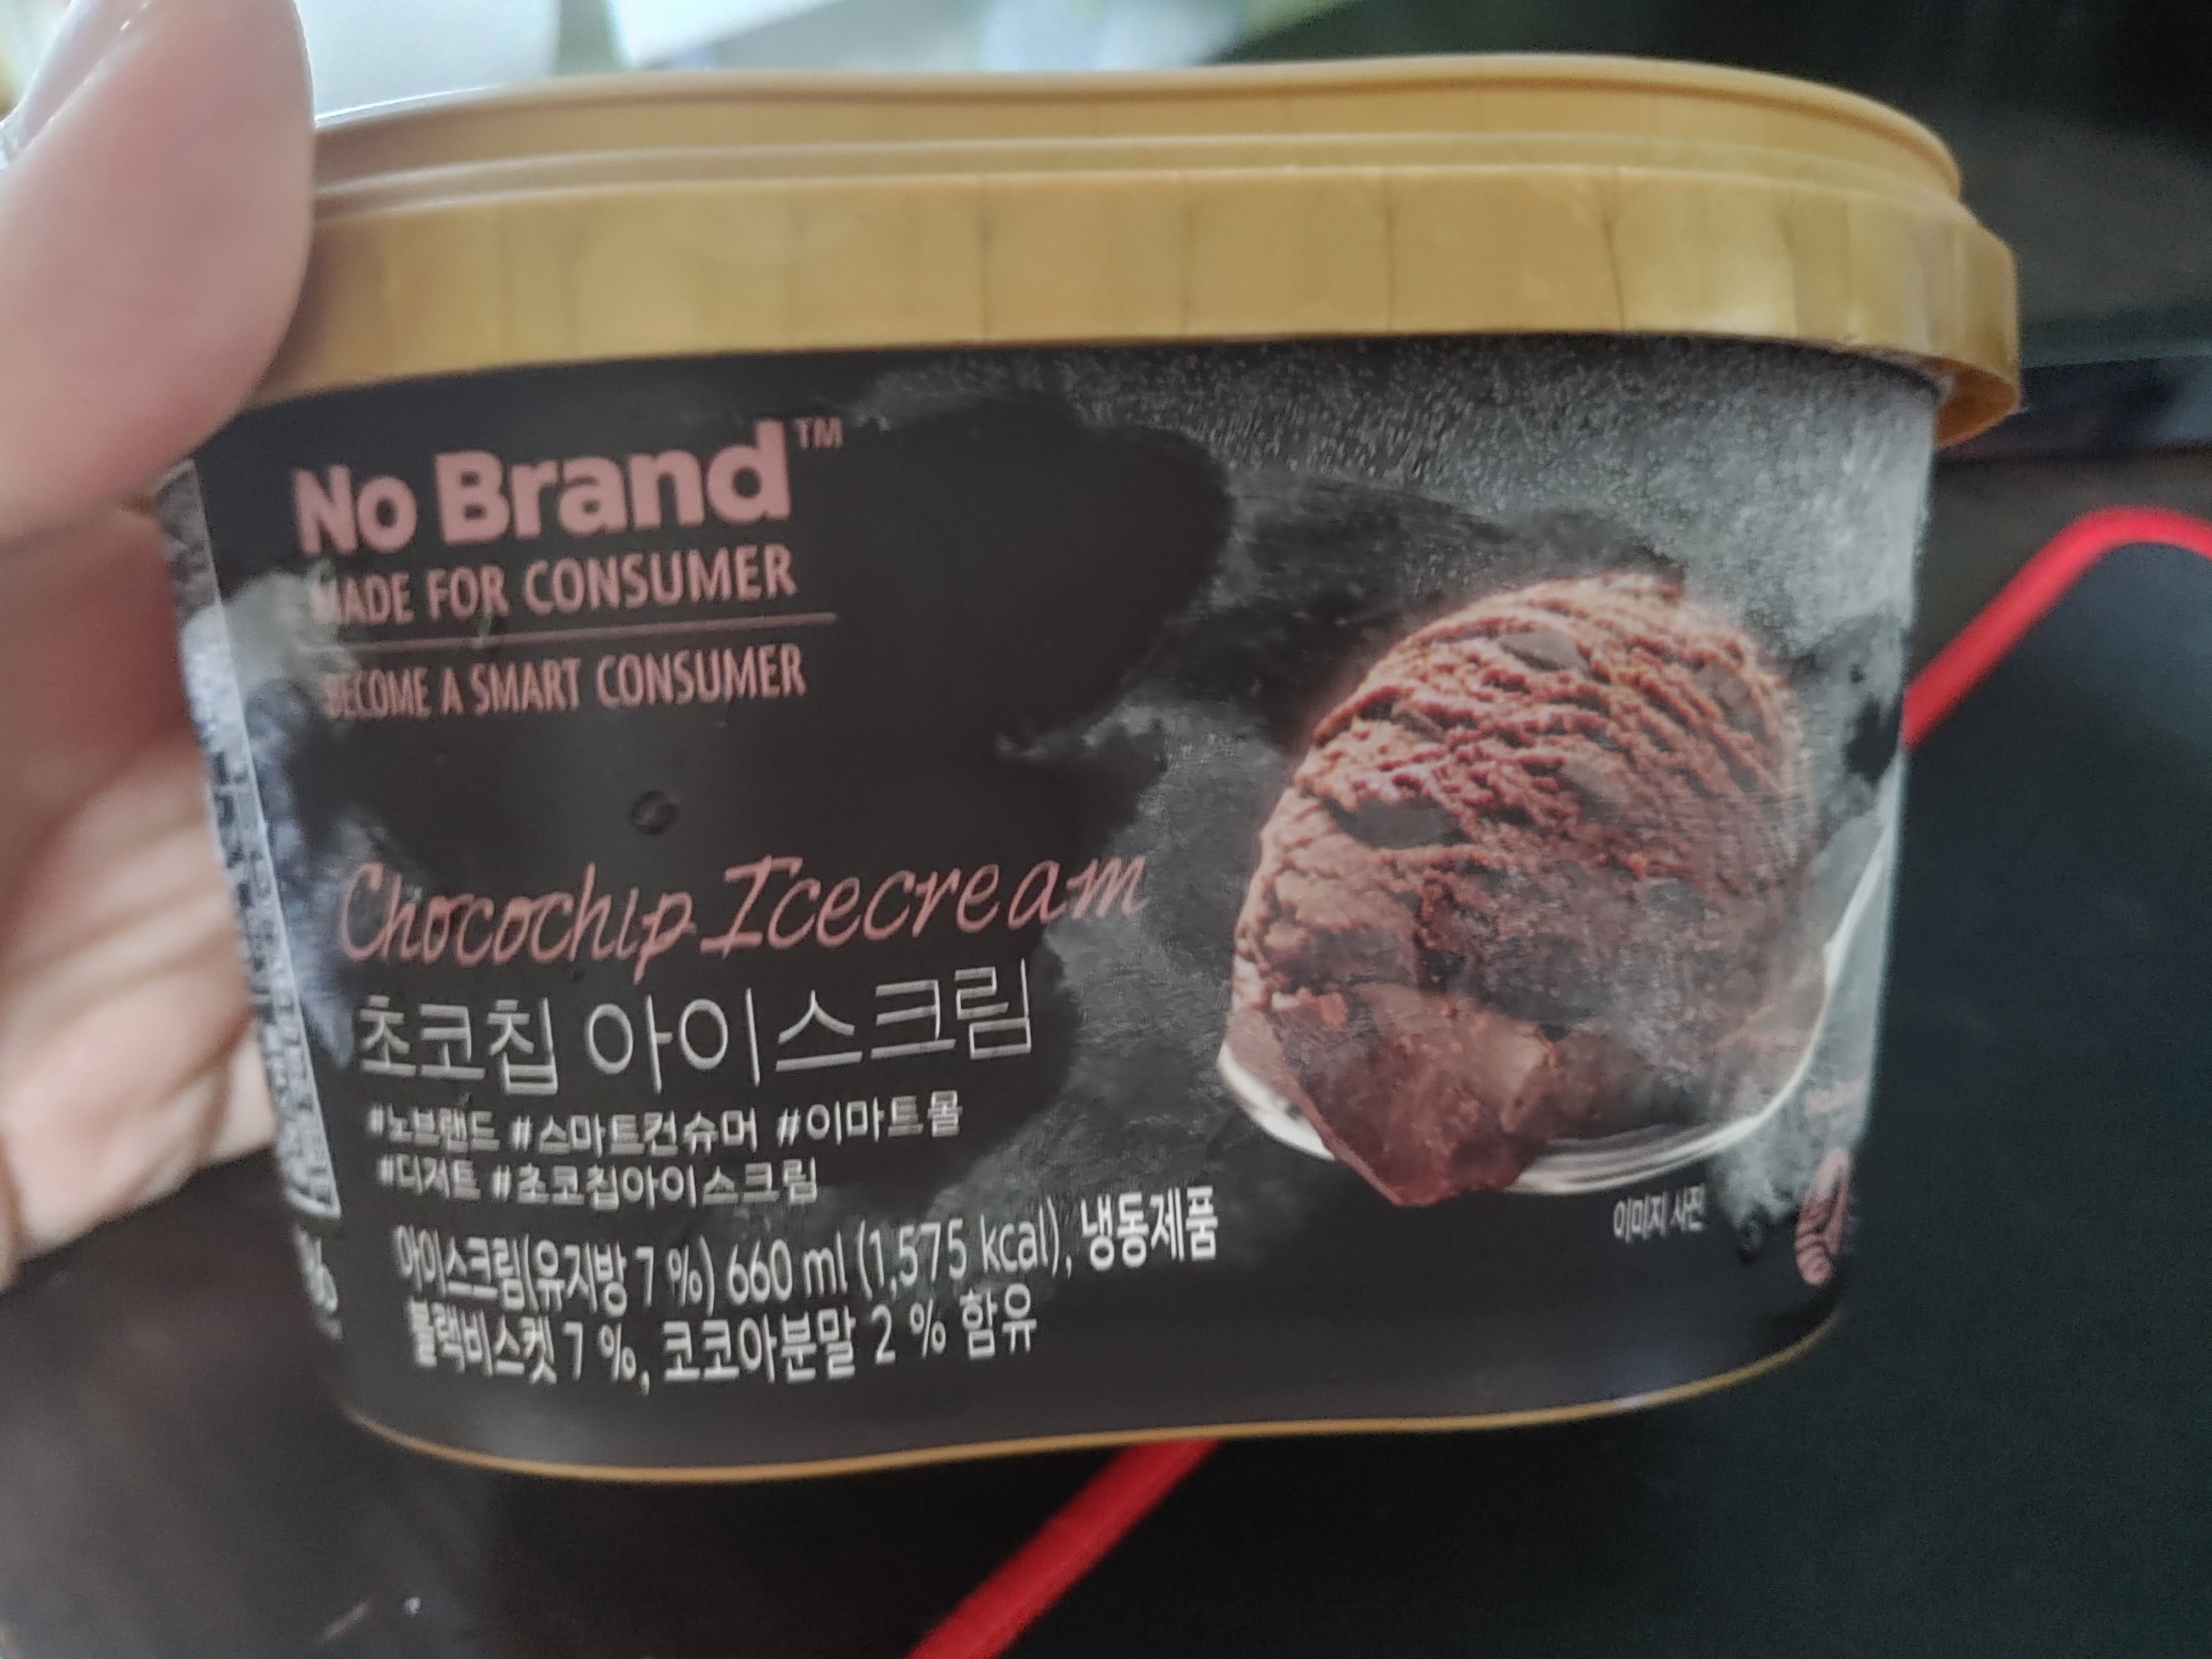 No Brand™
MADE FOR CONSUMER
BECOME A SMART CONSUMER
Chocochip Icecream
초코칩 아이스크림
#노브랜드 #스마트컨슈머 #이마트몰
#디저트 #초코칩아이스크림
아이스크림(유지방 7 %) 660 ml (1,575 kcal), 냉동제품
블랙비스켓 7 %, 코코아분말 2 % 함유
이미지 사진